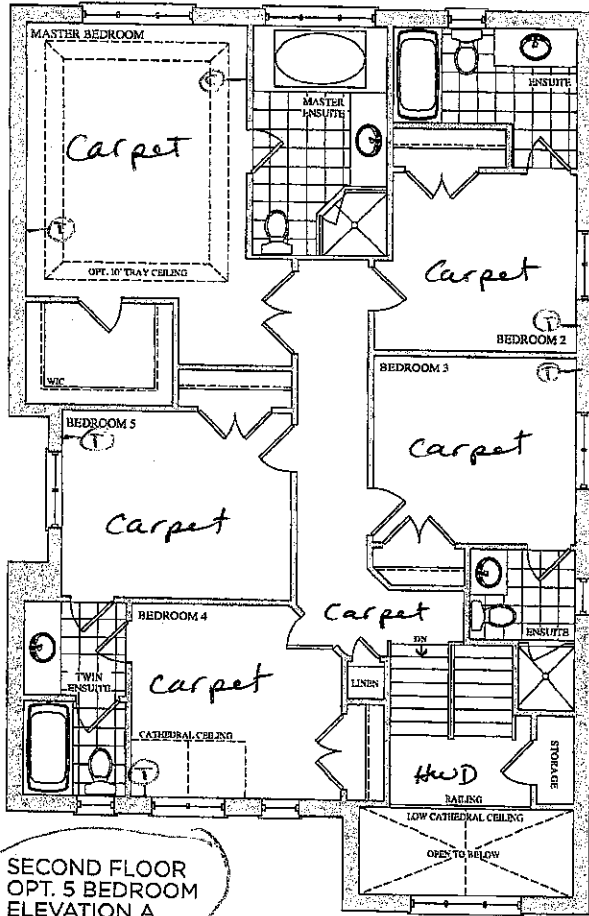 MASTER BEDROOM
T
Carpet
T
OPT. 10' TRAY CEILING
MASTER
ENSUITE
ENSUITE
Carpet
T
BEDROOM 2
WIC
BEDROOM 3
T
Carpet
BEDROOM 5
T
Carpet
BEDROOM 4
Carpet
CATHEDRAL CEILING
T
TWIN
ENSUITE
Carpet
DN
LINEN
ENSUITE
STORAGE
HWD
RAILING
LOW CATHEDRAL CEILING
OPEN TO BELOW
SECOND FLOOR
OPT. 5 BEDROOM
ELEVATION A